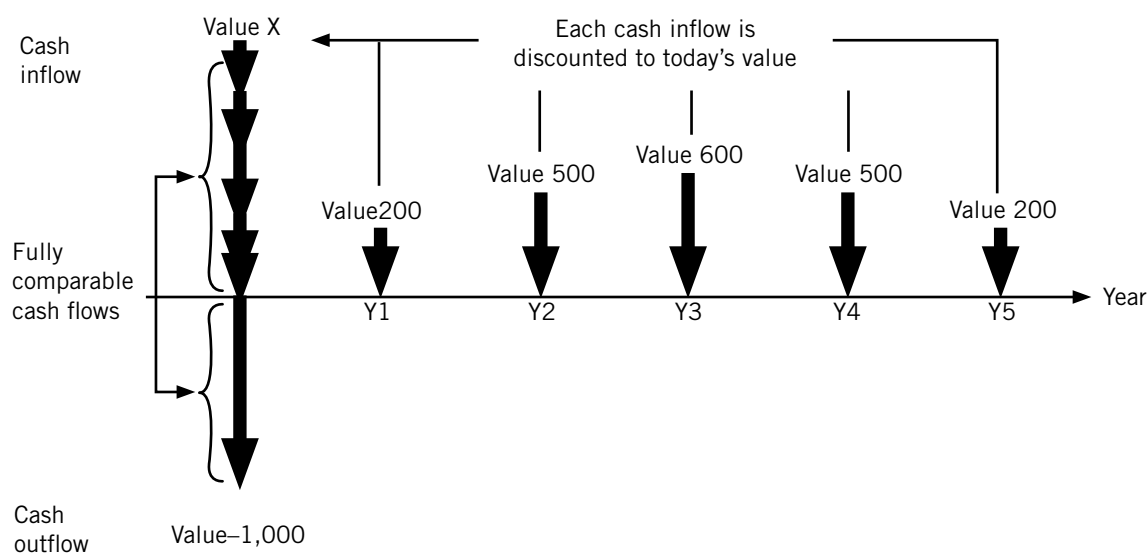 Cash
inflow
Value X
Each cash inflow is
discounted to today's value
Value 600
Value 500
Value 500
Value200
Value 200
Fully
comparable
cash flows
Y1
Y2
Y3
Y4
Y5
Year
Cash
outflow
Value–1,000